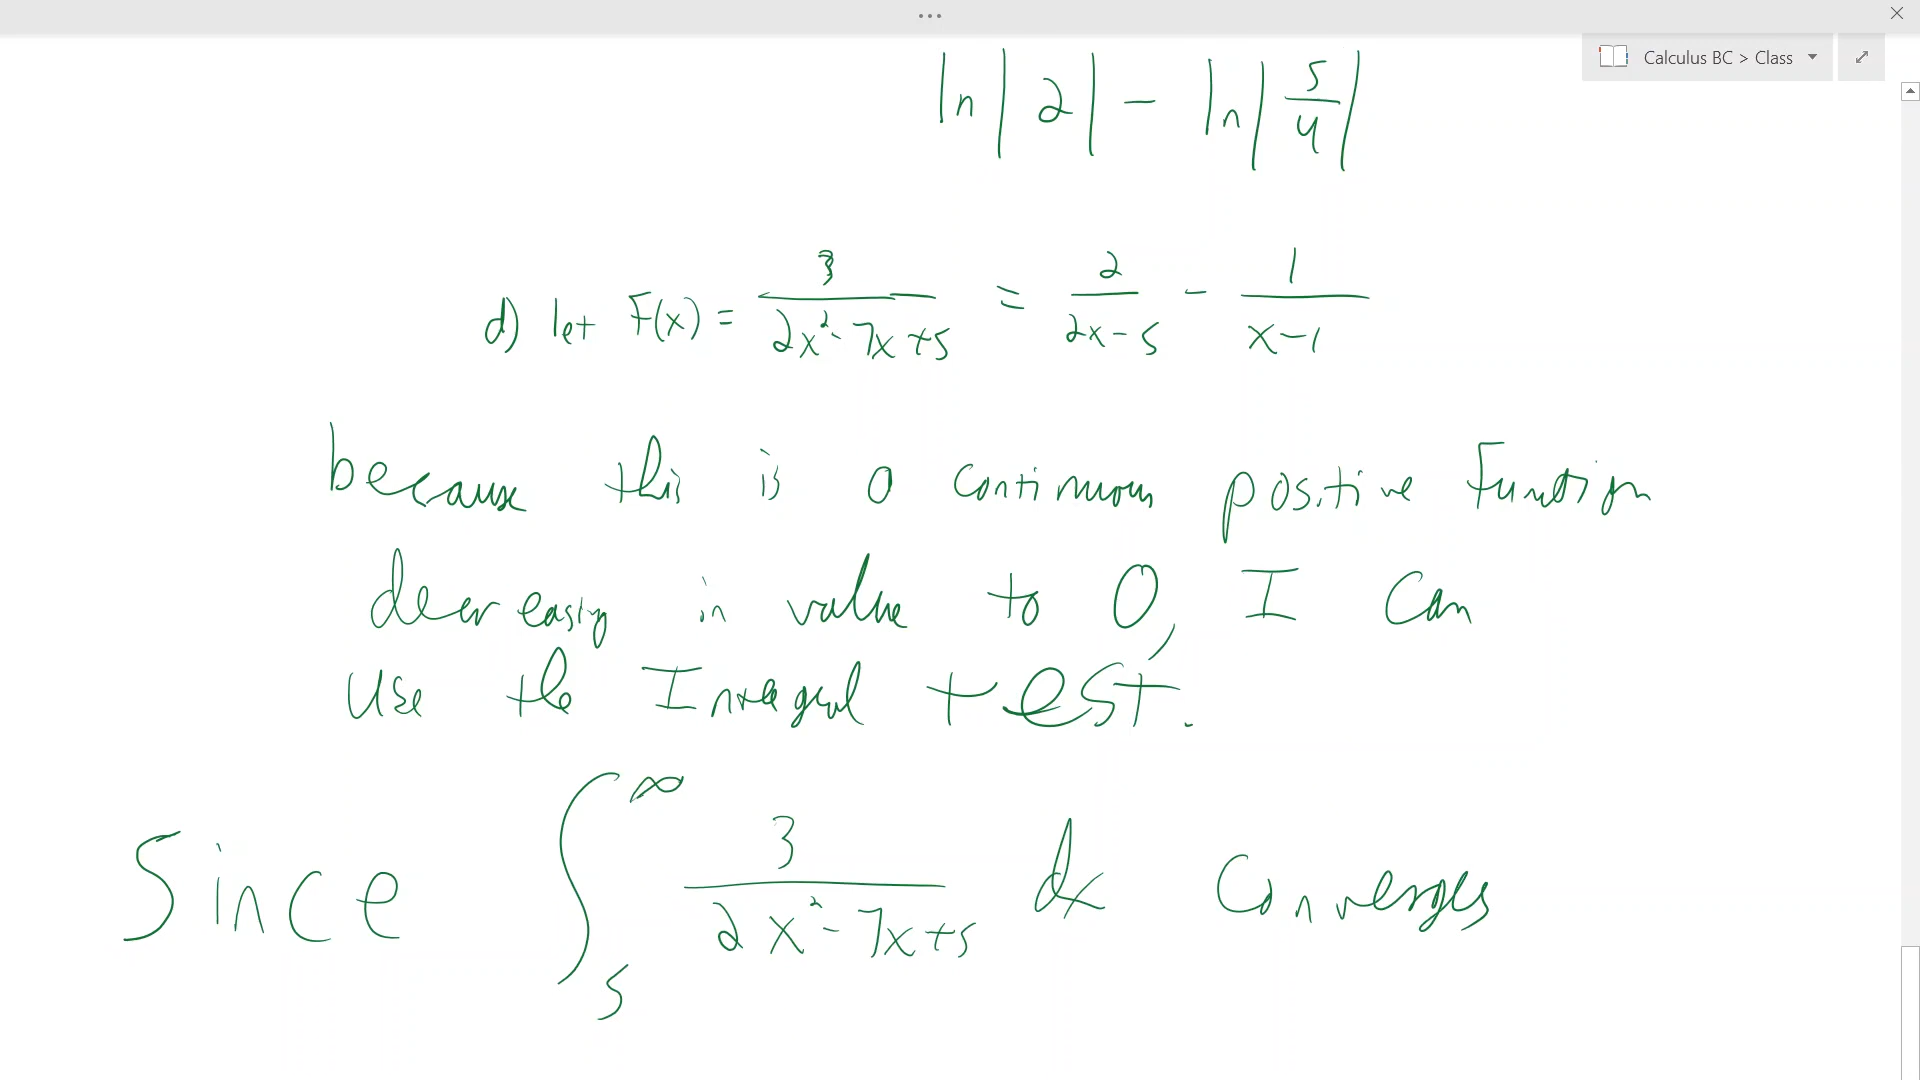 Calculus BC > Class
ln|2| - ln|5/4|
d) let F(x) = 3/(2x²-7x+5) = 2/(2x-5) - 1/(x-1)
because this is a continuous positive function
decreasing in value to 0, I can
use the Integral test.
Since ∫_5^∞ 3/(2x²-7x+5) dx Converges